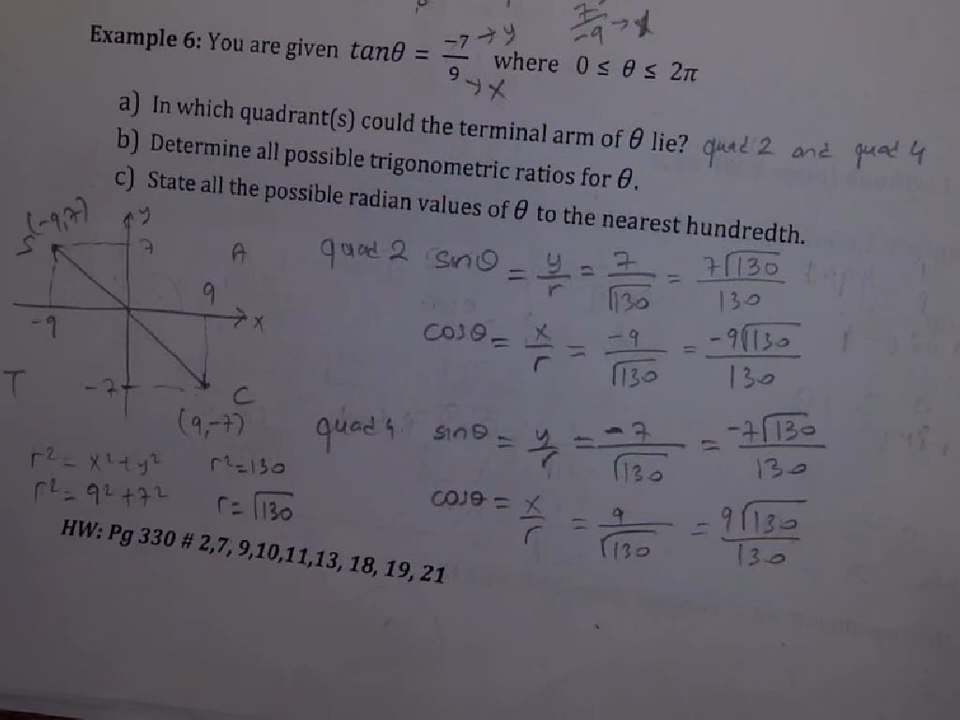 7/-9 → x
Example 6: You are given tanθ = -7/9 where 0 ≤ θ ≤ 2π
→ y
→ x
a) In which quadrant(s) could the terminal arm of θ lie? quad 2 and quad 4
b) Determine all possible trigonometric ratios for θ.
c) State all the possible radian values of θ to the nearest hundredth.
(-9,7)
y
S
7
A
9
-9
x
T
-7
C
(9,-7)
quad 2 sinθ = y/r = 7/√130 = 7√130/130
cosθ = x/r = -9/√130 = -9√130/130
quad 4 sinθ = y/r = -7/√130 = -7√130/130
cosθ = x/r = 9/√130 = 9√130/130
r² = x² + y² r² = 130
r² = 9² + 7² r = √130
HW: Pg 330 # 2,7, 9,10,11,13, 18, 19, 21